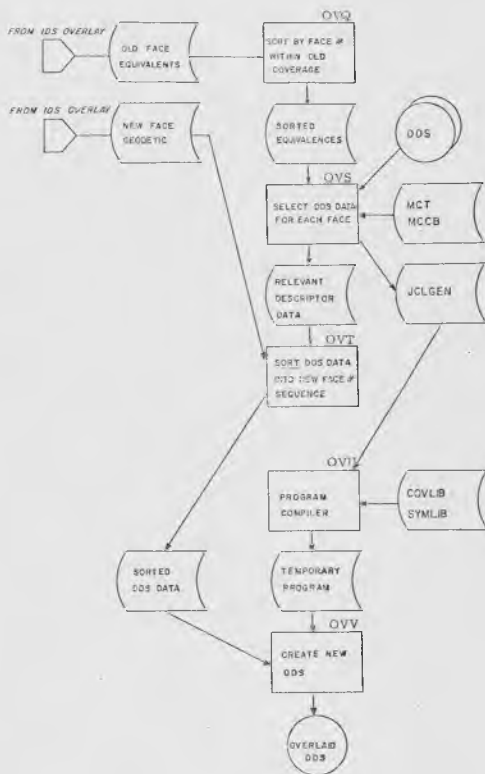 FROM IDS OVERLAY
OLD FACE
EQUIVALENTS
OVQ
SORT BY FACE #
WITHIN OLD
COVERAGE
FROM IDS OVERLAY
NEW FACE
GEODETIC
SORTED
EQUIVALENCES
DDS
OVS
SELECT DDS DATA
FOR EACH FACE
MCT
MCCB
RELEVANT
DESCRIPTOR
DATA
JCLGEN
OVT
SORT DDS DATA
INTO NEW FACE #
SEQUENCE
OVU
PROGRAM
COMPILER
COVLIB
SYMLIB
SORTED
DDS DATA
TEMPORARY
PROGRAM
OVV
CREATE NEW
DDS
OVERLAID
DDS